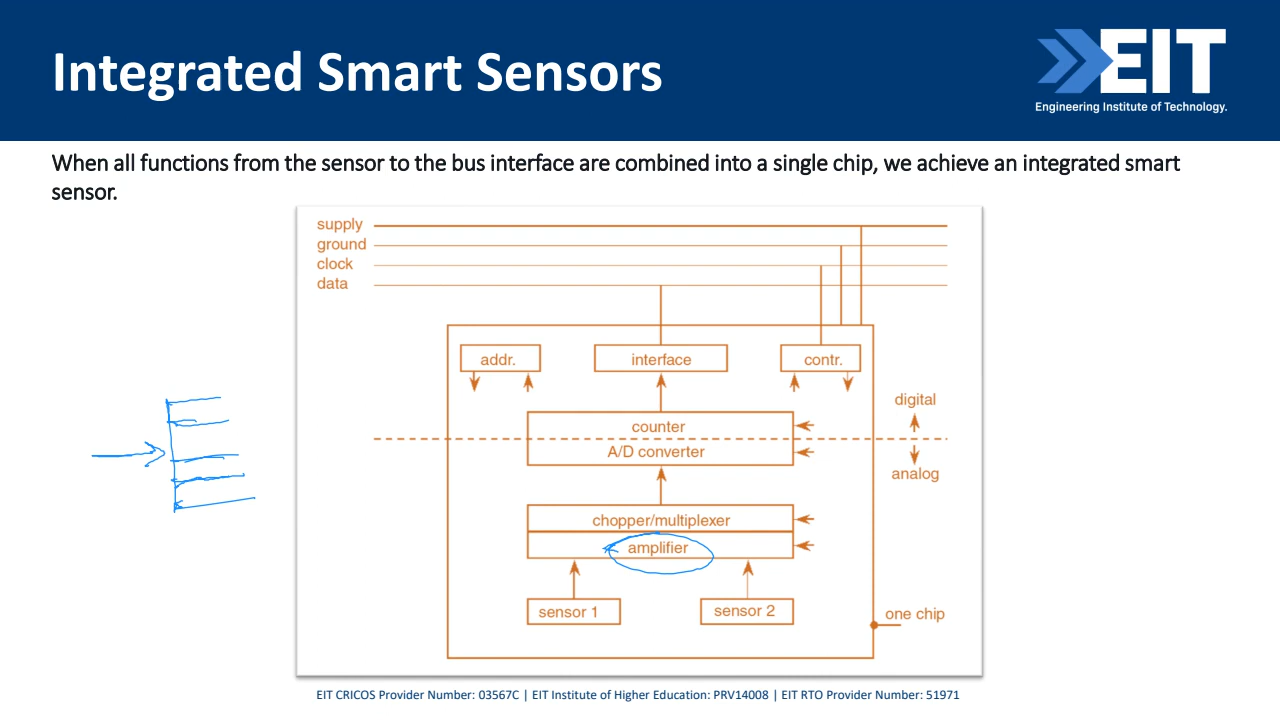 Integrated Smart Sensors
EIT
Engineering Institute of Technology.
When all functions from the sensor to the bus interface are combined into a single chip, we achieve an integrated smart
sensor.
supply
ground
clock
data
addr.
interface
contr.
digital
counter
A/D converter
analog
chopper/multiplexer
amplifier
sensor 1
sensor 2
one chip
EIT CRICOS Provider Number: 03567C | EIT Institute of Higher Education: PRV14008 | EIT RTO Provider Number: 51971